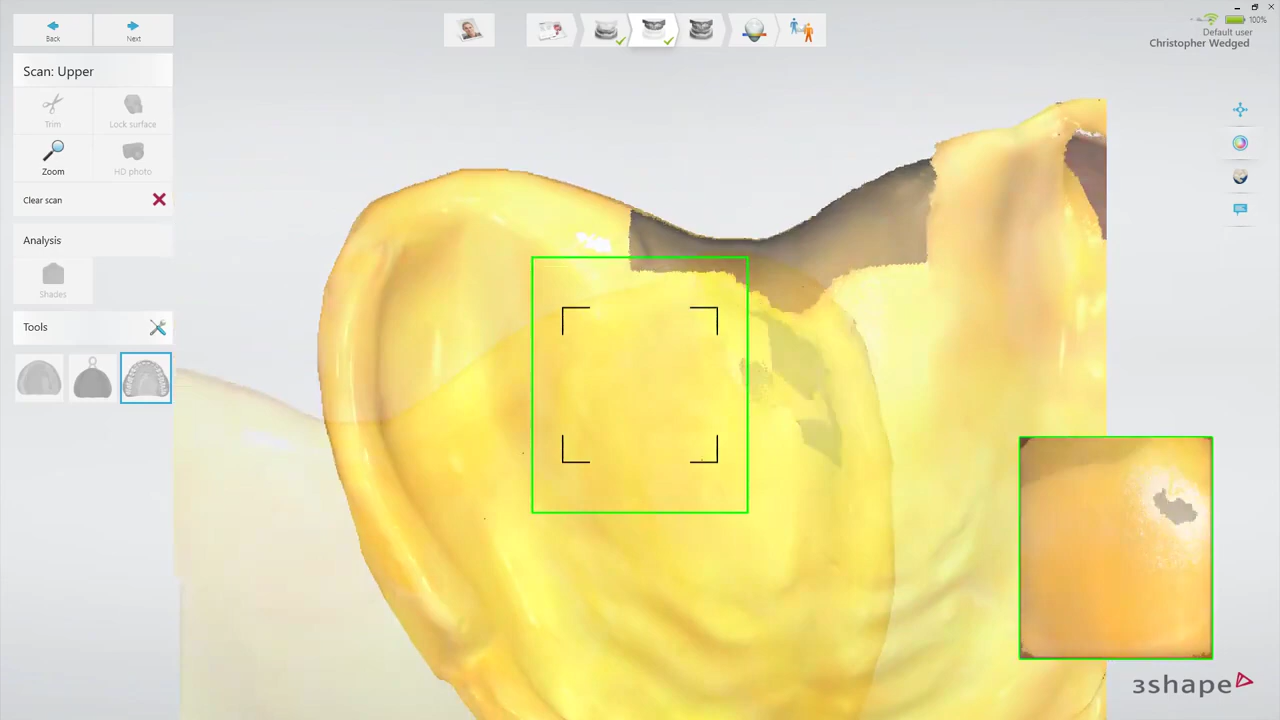 Back
Next
100%
Default user
Christopher Wedged
Scan: Upper
Trim
Lock surface
Zoom
HD photo
Clear scan
Analysis
Shades
Tools
3shape